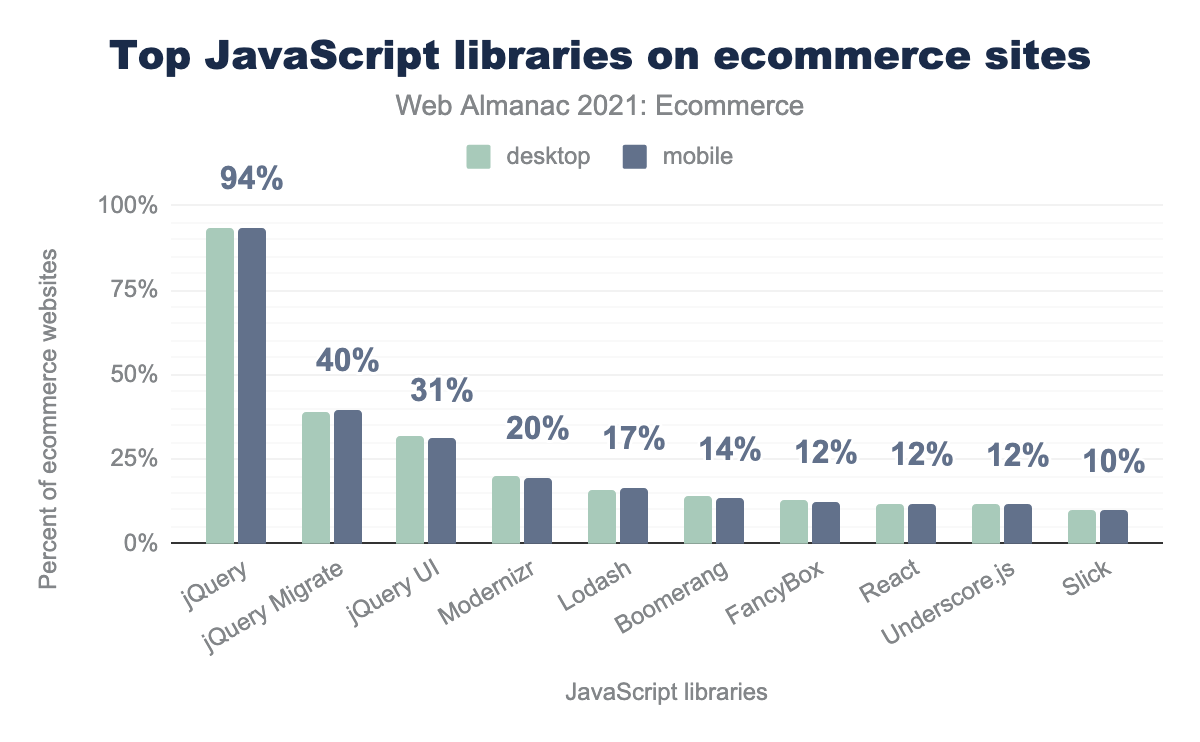 Top JavaScript libraries on ecommerce sites
Web Almanac 2021: Ecommerce
desktop
mobile
94%
40%
31%
20%
17%
14%
12%
12%
12%
10%
100%
75%
50%
25%
0%
Percent of ecommerce websites
jQuery
jQuery Migrate
jQuery UI
Modernizr
Lodash
Boomerang
FancyBox
React
Underscore.js
Slick
JavaScript libraries